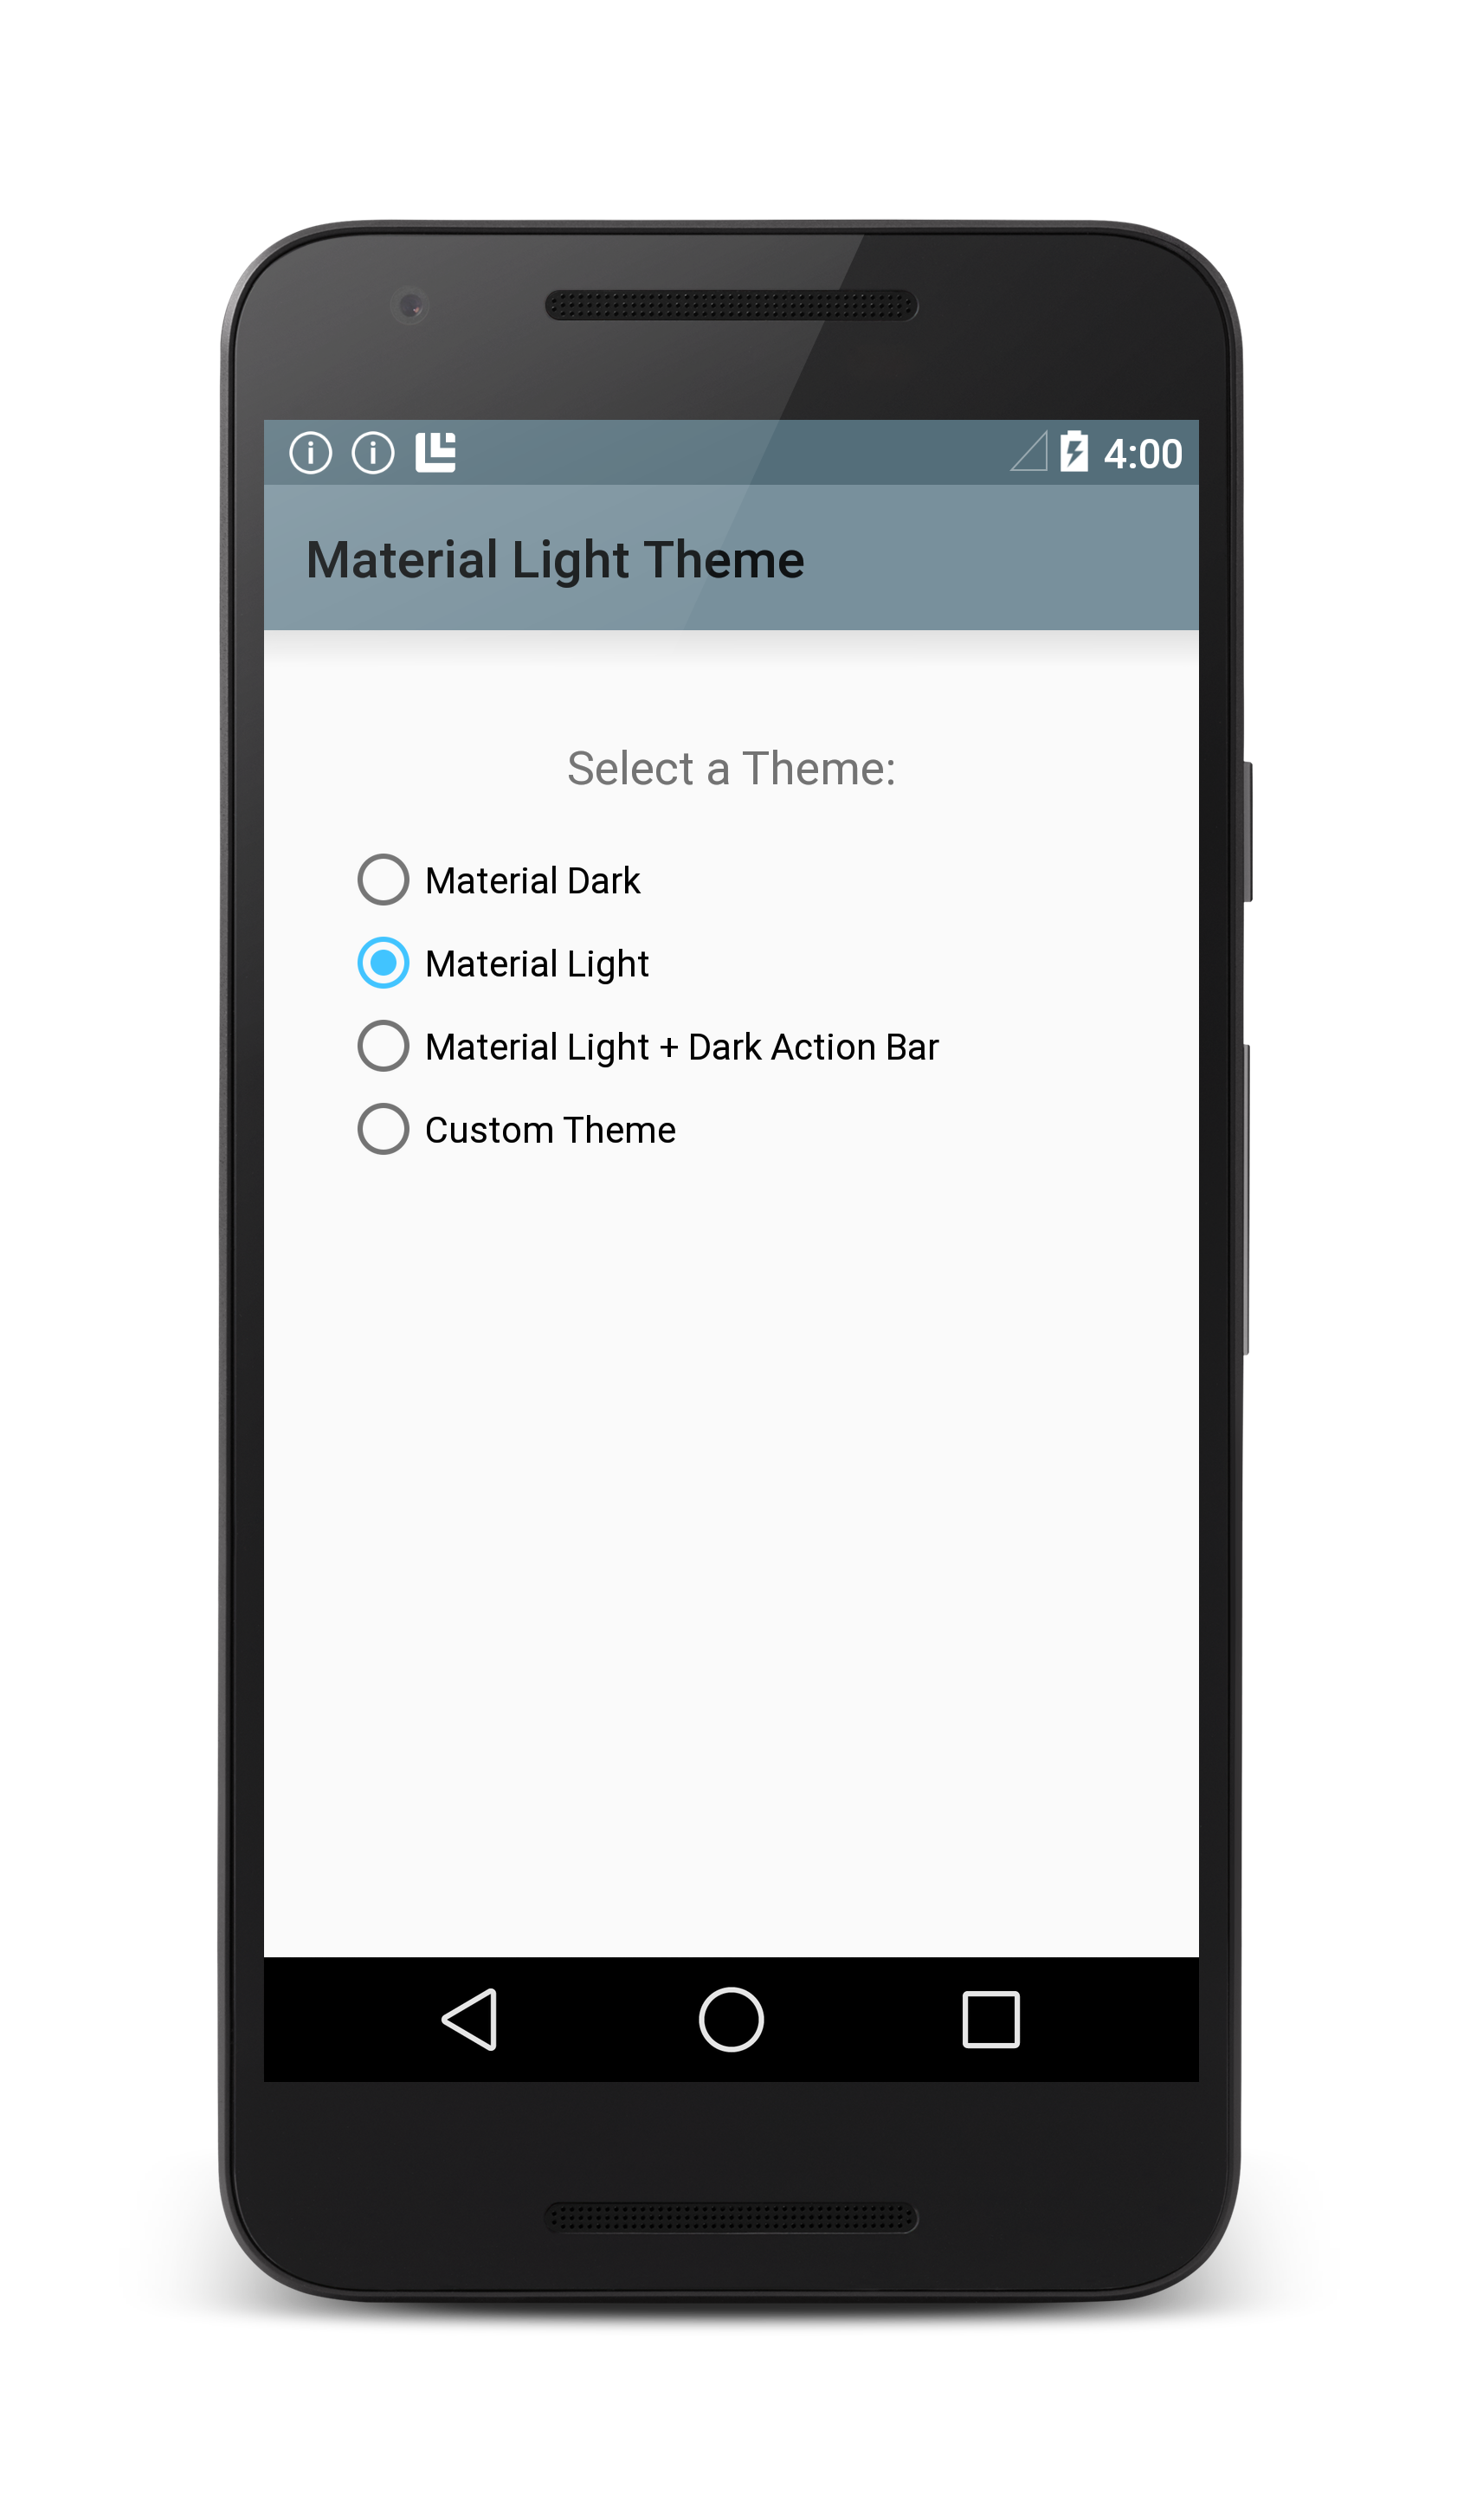 4:00
Material Light Theme
Select a Theme:
Material Dark
Material Light
Material Light + Dark Action Bar
Custom Theme